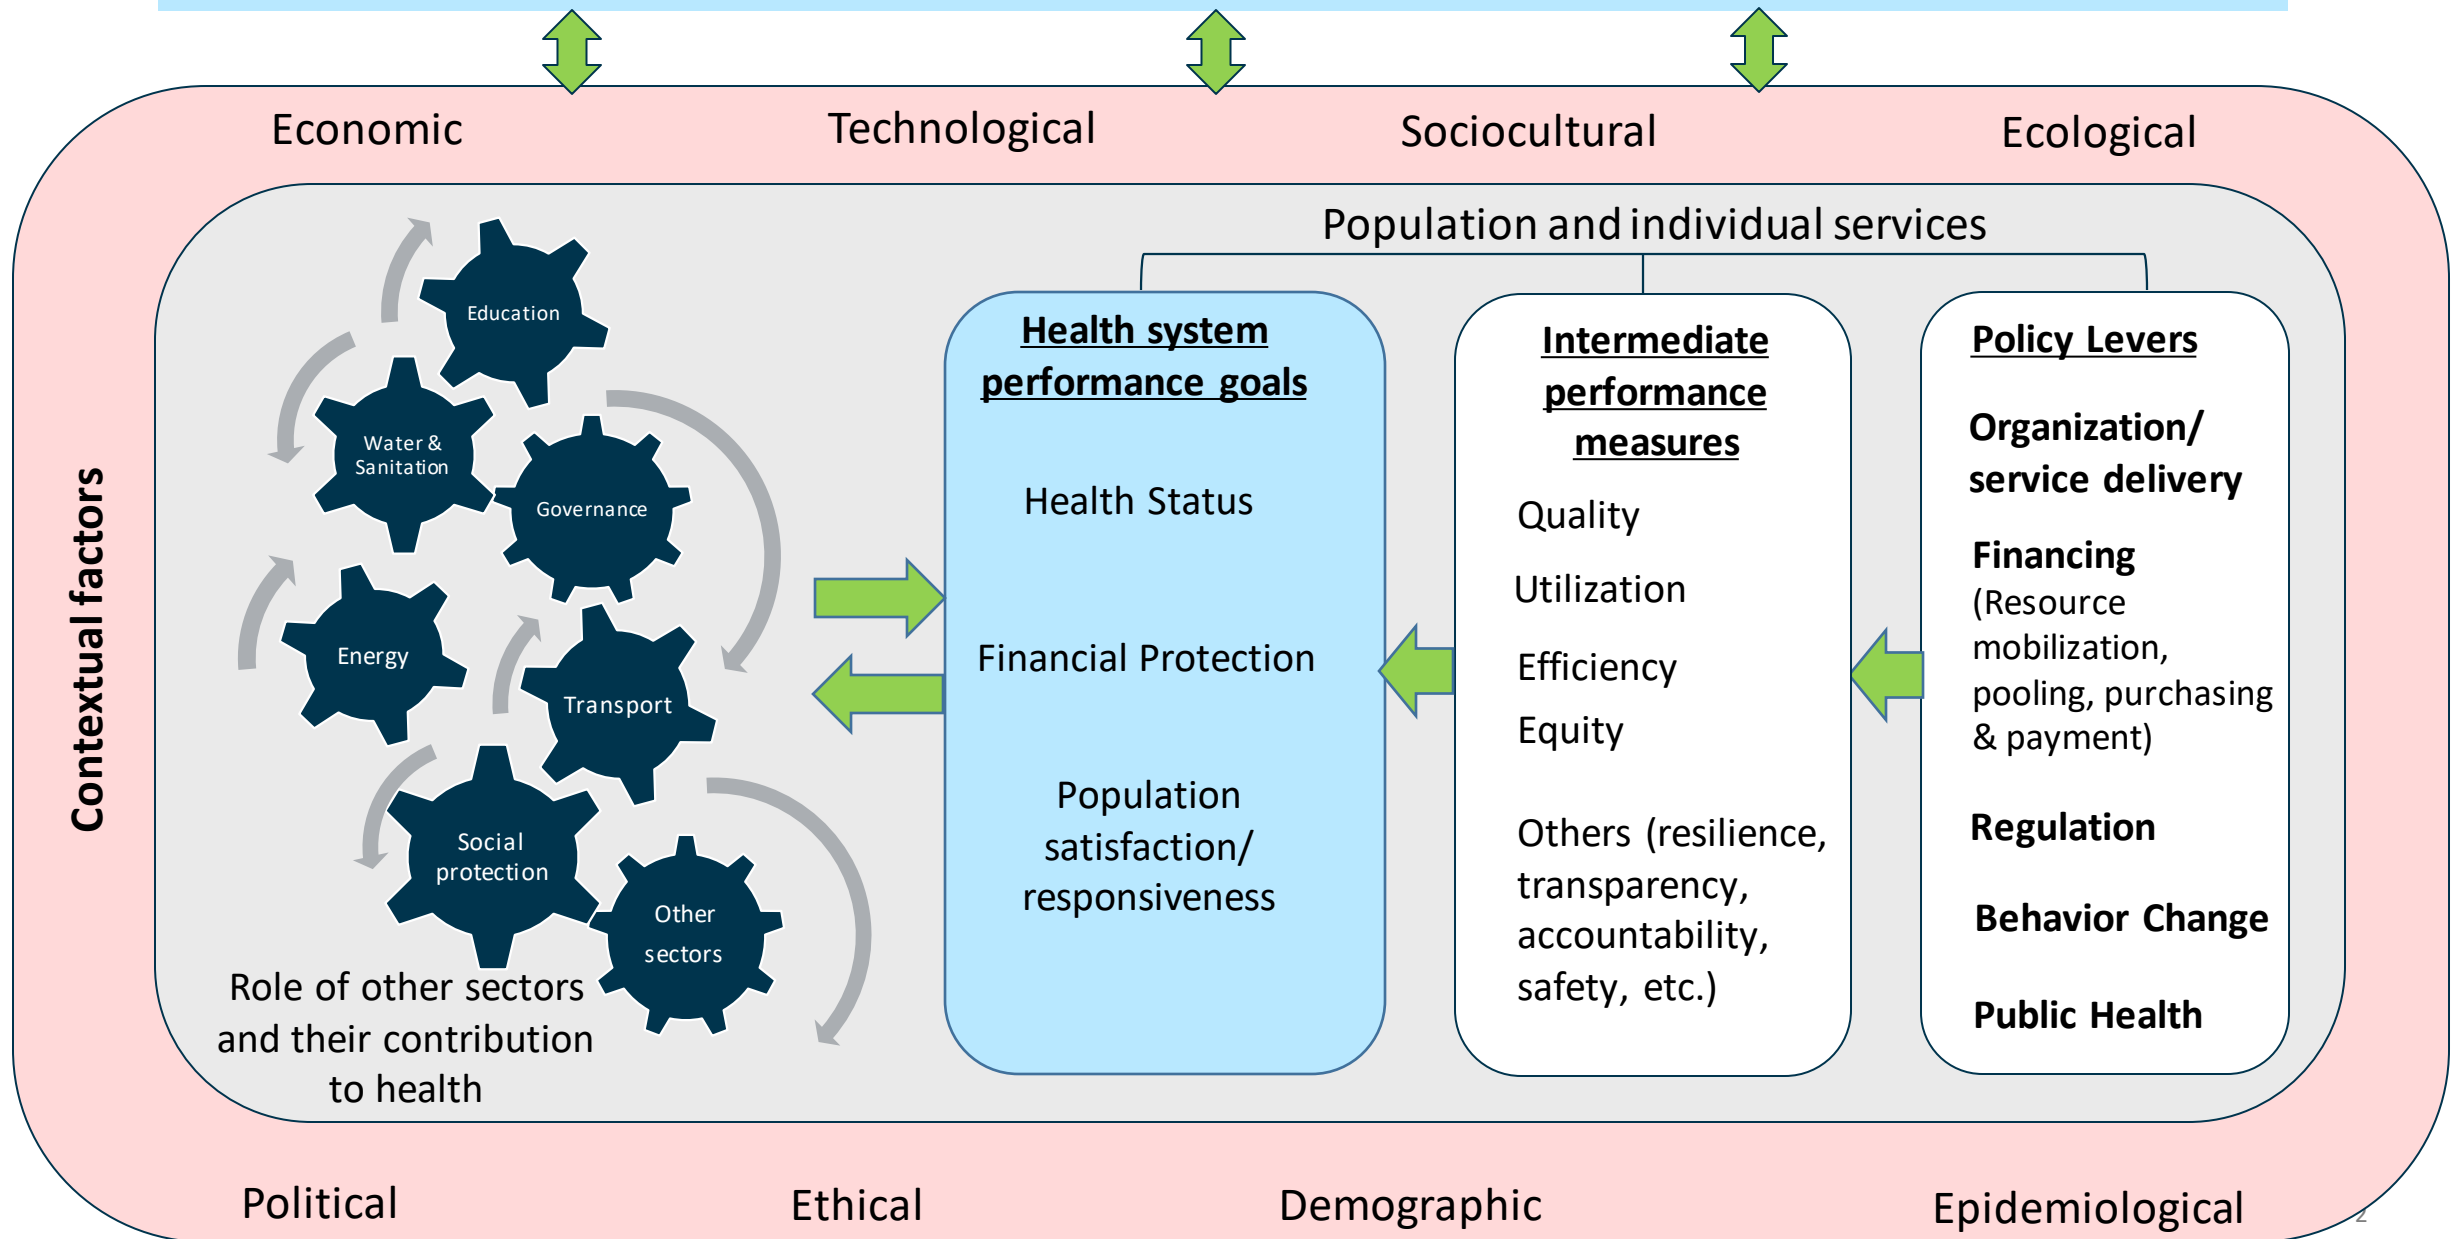 Economic
Technological
Sociocultural
Ecological
Contextual factors
Education
Water &
Sanitation
Governance
Energy
Transport
Social
protection
Other
sectors
Role of other sectors
and their contribution
to health
Population and individual services
Health system
performance goals
Health Status
Financial Protection
Population
satisfaction/
responsiveness
Intermediate
performance
measures
Quality
Utilization
Efficiency
Equity
Others (resilience,
transparency,
accountability,
safety, etc.)
Policy Levers
Organization/
service delivery
Financing
(Resource
mobilization,
pooling, purchasing
& payment)
Regulation
Behavior Change
Public Health
Political
Ethical
Demographic
Epidemiological
2